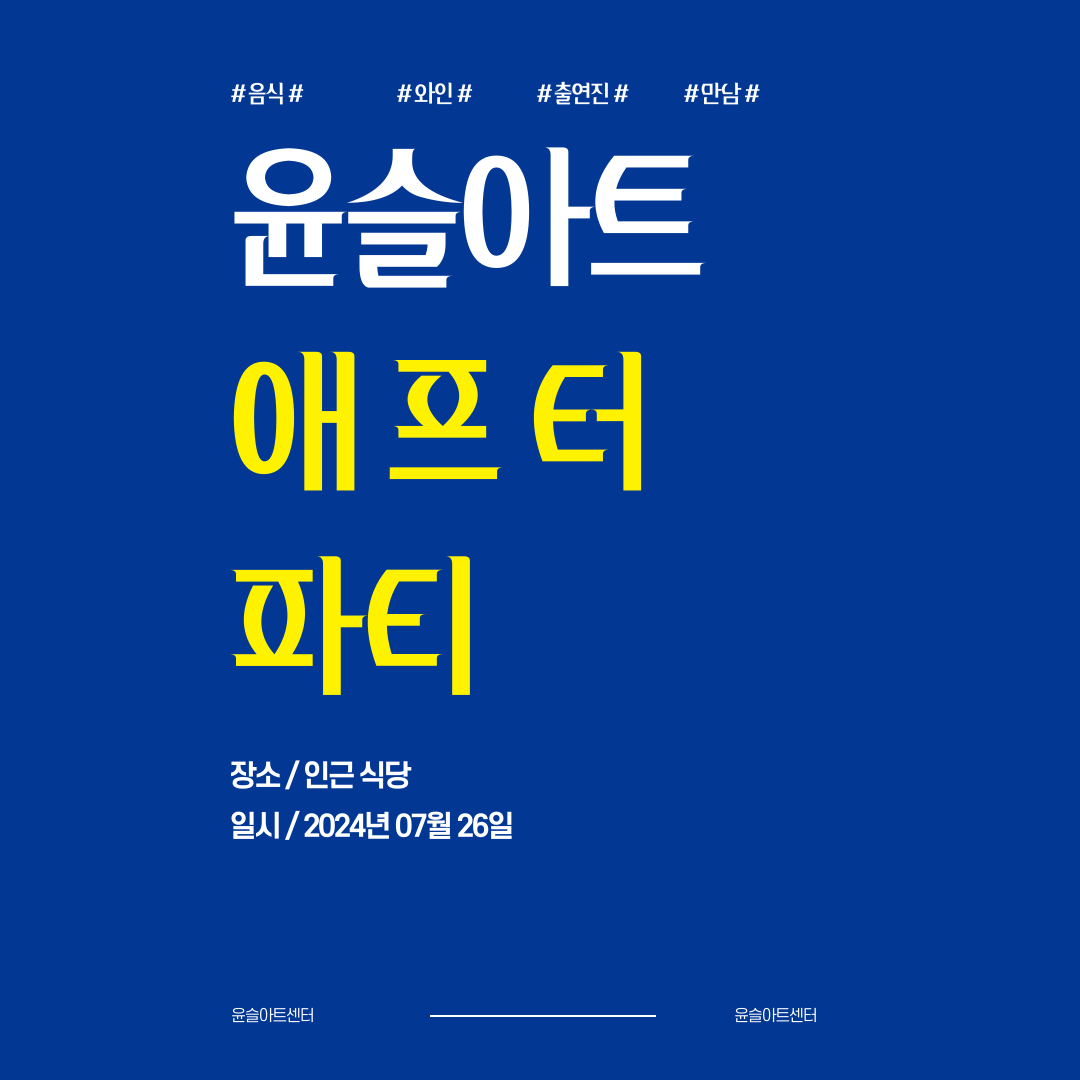 #음식 # #와인 # #출연진 # #만남 #
윤슬아트
애프터
파티
장소 / 인근 식당
일시 / 2024년 07월 26일
윤슬아트센터 윤슬아트센터